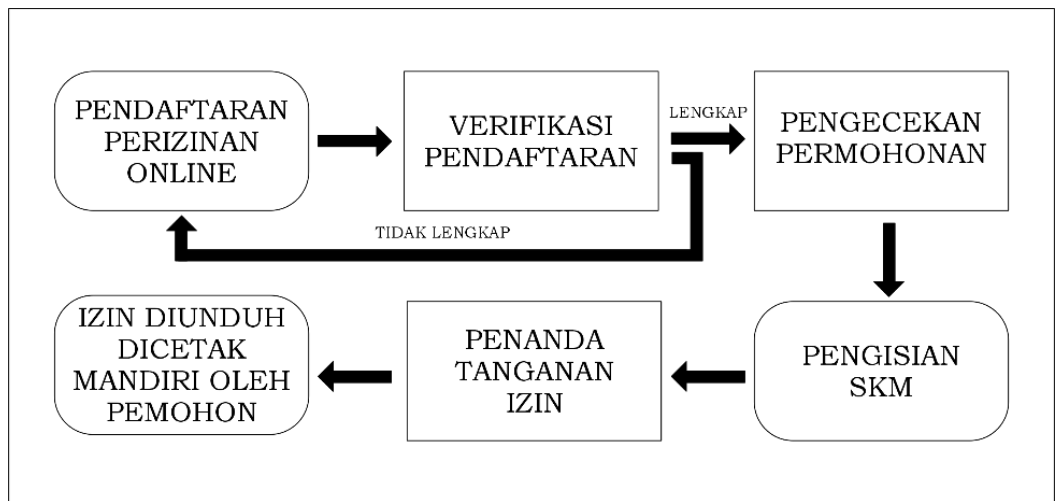 PENDAFTARAN
PERIZINAN
ONLINE
VERIFIKASI
PENDAFTARAN
LENGKAP
PENGECEKAN
PERMOHONAN
TIDAK LENGKAP
PENGISIAN
SKM
PENANDA
TANGANAN
IZIN
IZIN DIUNDUH
DICETAK
MANDIRI OLEH
PEMOHON